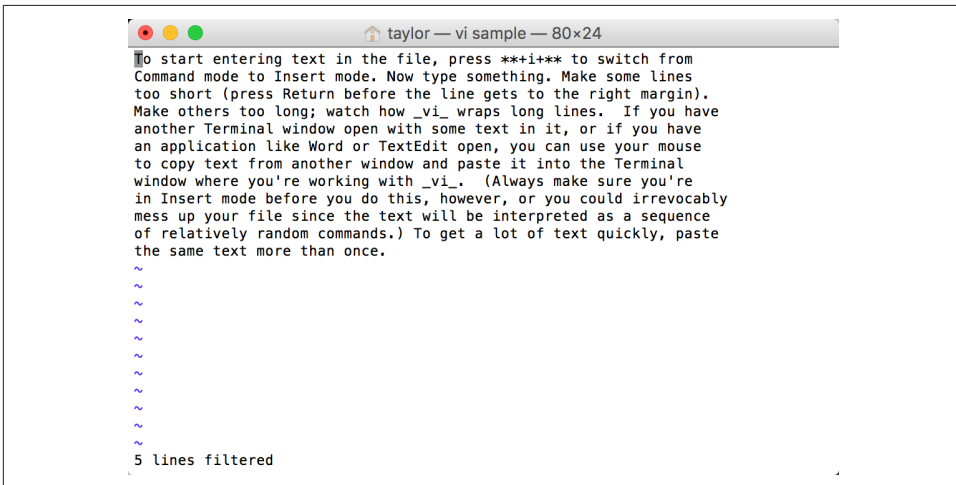 taylor — vi sample — 80×24
To start entering text in the file, press **+i+** to switch from
Command mode to Insert mode. Now type something. Make some lines
too short (press Return before the line gets to the right margin).
Make others too long; watch how _vi_ wraps long lines.  If you have
another Terminal window open with some text in it, or if you have
an application like Word or TextEdit open, you can use your mouse
to copy text from another window and paste it into the Terminal
window where you're working with _vi_.  (Always make sure you're
in Insert mode before you do this, however, or you could irrevocably
mess up your file since the text will be interpreted as a sequence
of relatively random commands.) To get a lot of text quickly, paste
the same text more than once.
~
~
~
~
~
~
~
~
~
~
~
5 lines filtered